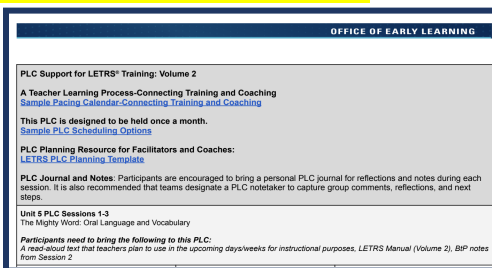 OFFICE OF EARLY LEARNING
PLC Support for LETRS® Training: Volume 2
A Teacher Learning Process-Connecting Training and Coaching
Sample Pacing Calendar-Connecting Training and Coaching
This PLC is designed to be held once a month.
Sample PLC Scheduling Options
PLC Planning Resource for Facilitators and Coaches:
LETRS PLC Planning Template
PLC Journal and Notes: Participants are encouraged to bring a personal PLC journal for reflections and notes during each
session. It is also recommended that teams designate a PLC notetaker to capture group comments, reflections, and next
steps.
Unit 5 PLC Sessions 1-3
The Mighty Word: Oral Language and Vocabulary
Participants need to bring the following to this PLC:
A read-aloud text that teachers plan to use in the upcoming days/weeks for instructional purposes, LETRS Manual (Volume 2), BtP notes
from Session 2